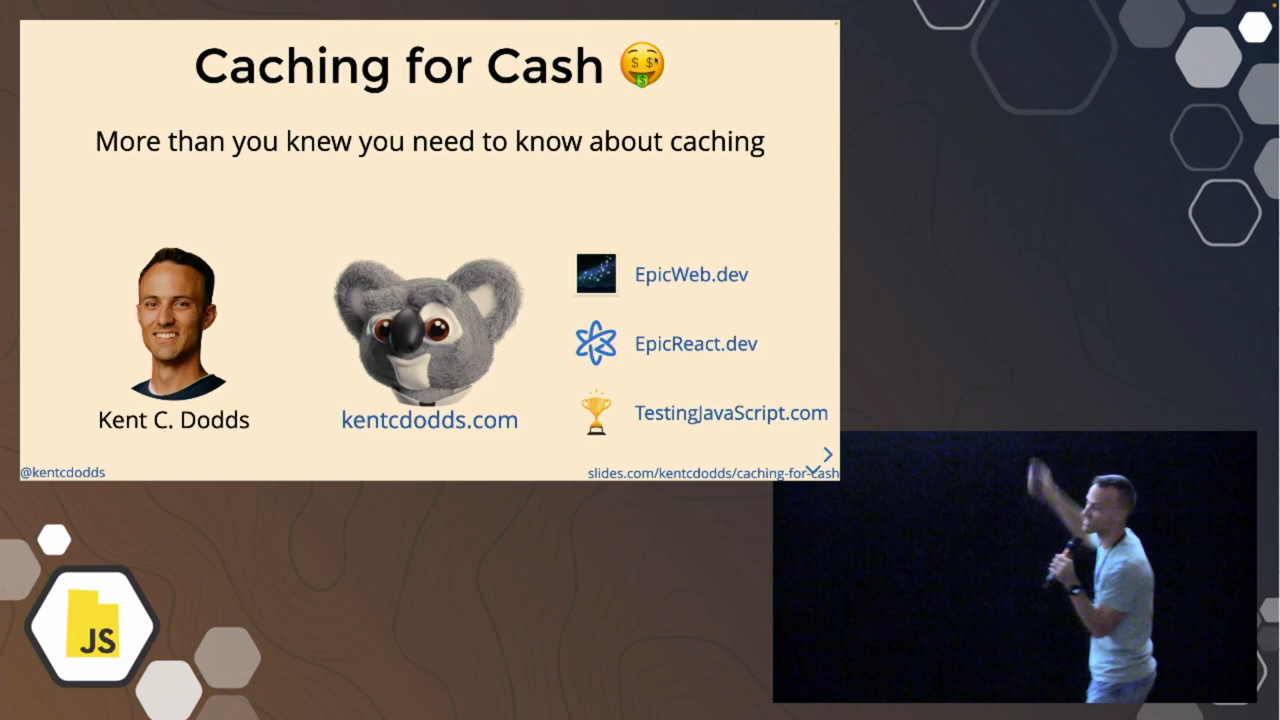 Caching for Cash
More than you knew you need to know about caching
EpicWeb.dev
EpicReact.dev
TestingJavaScript.com
Kent C. Dodds
kentcdodds.com
@kentcdodds
slides.com/kentcdodds/caching-for-cash
JS